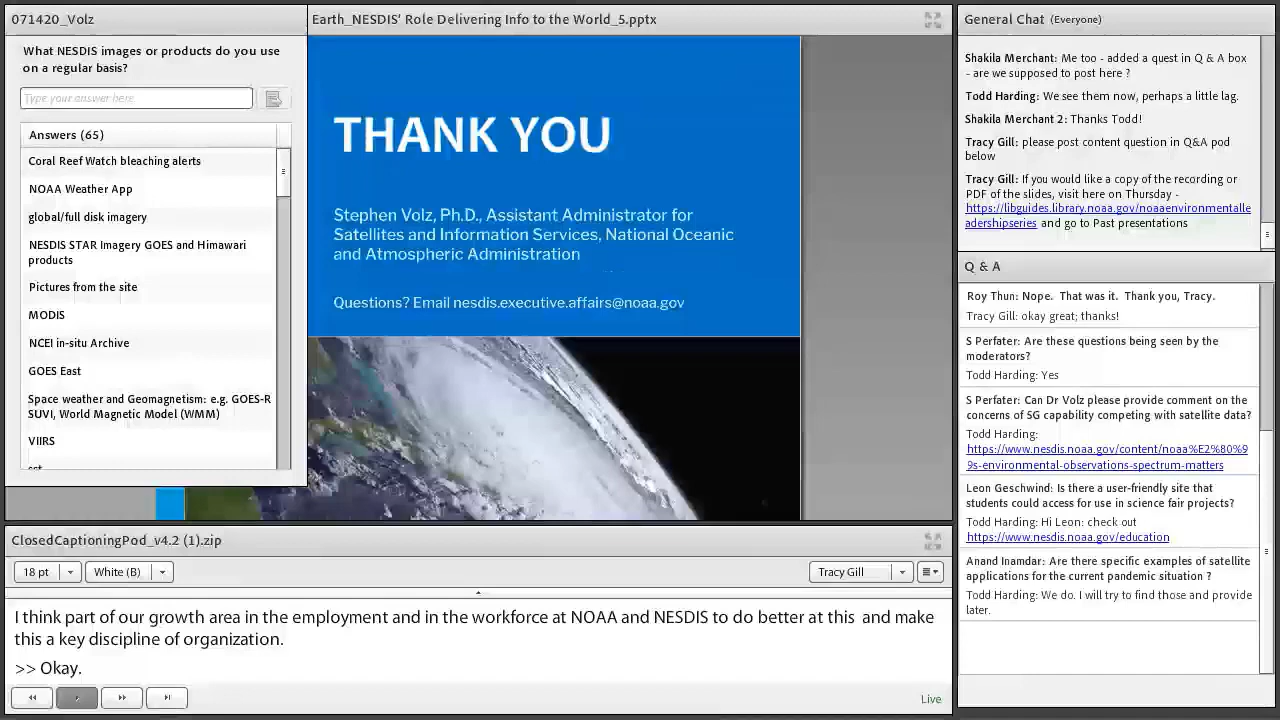 071420_Volz
What NESDIS images or products do you use
on a regular basis?
Type your answer here
Answers (65)
Coral Reef Watch bleaching alerts
NOAA Weather App
global/full disk imagery
NESDIS STAR Imagery GOES and Himawari
products
Pictures from the site
MODIS
NCEI in-situ Archive
GOES East
Space weather and Geomagnetism: e.g. GOES-R
SUVI, World Magnetic Model (WMM)
VIIRS
Earth_NESDIS' Role Delivering Info to the World_5.pptx
THANK YOU
Stephen Volz, Ph.D., Assistant Administrator for
Satellites and Information Services, National Oceanic
and Atmospheric Administration
Questions? Email nesdis.executive.affairs@noaa.gov
ClosedCaptioningPod_v4.2 (1).zip
18 pt
White (B)
Tracy Gill
I think part of our growth area in the employment and in the workforce at NOAA and NESDIS to do better at this and make
this a key discipline of organization.
>> Okay.
Live
General Chat (Everyone)
Shakila Merchant: Me too - added a quest in Q & A box
- are we supposed to post here ?
Todd Harding: We see them now, perhaps a little lag.
Shakila Merchant 2: Thanks Todd!
Tracy Gill: please post content question in Q&A pod
below
Tracy Gill: If you would like a copy of the recording or
PDF of the slides, visit here on Thursday -
https://libguides.library.noaa.gov/noaaenvironmentalle
adershipseries and go to Past presentations
Q & A
Roy Thun: Nope. That was it. Thank you, Tracy.
Tracy Gill: okay great; thanks!
S Perfater: Are these questions being seen by the
moderators?
Todd Harding: Yes
S Perfater: Can Dr Volz please provide comment on the
concerns of 5G capability competing with satellite data?
Todd Harding:
https://www.nesdis.noaa.gov/content/noaa%E2%80%9
9s-environmental-observations-spectrum-matters
Leon Geschwind: Is there a user-friendly site that
students could access for use in science fair projects?
Todd Harding: Hi Leon: check out
https://www.nesdis.noaa.gov/education
Anand Inamdar: Are there specific examples of satellite
applications for the current pandemic situation ?
Todd Harding: We do. I will try to find those and provide
later.